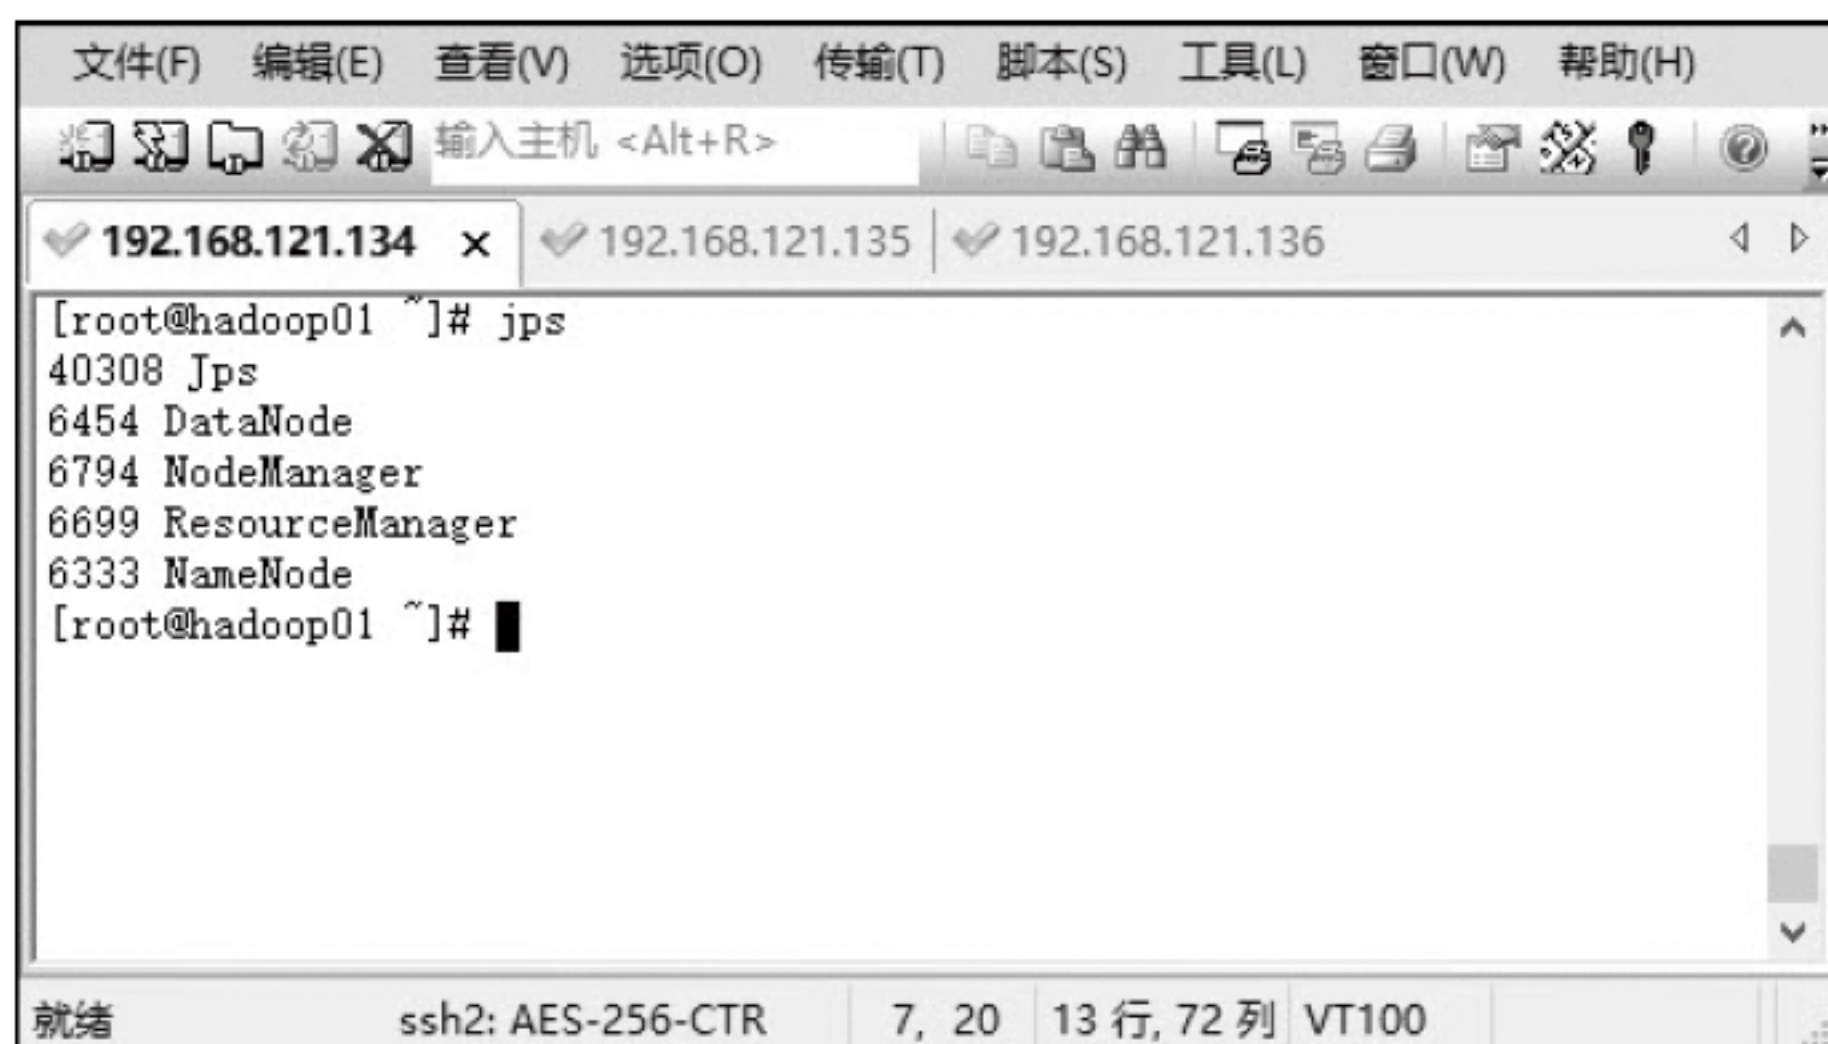 文件(F) 编辑(E) 查看(V) 选项(O) 传输(T) 脚本(S) 工具(L) 窗口(W) 帮助(H)
输入主机 <Alt+R>
192.168.121.134 × 192.168.121.135 192.168.121.136
[root@hadoop01 ~]# jps
40308 Jps
6454 DataNode
6794 NodeManager
6699 ResourceManager
6333 NameNode
[root@hadoop01 ~]#
就绪 ssh2: AES-256-CTR 7, 20 13 行, 72 列 VT100